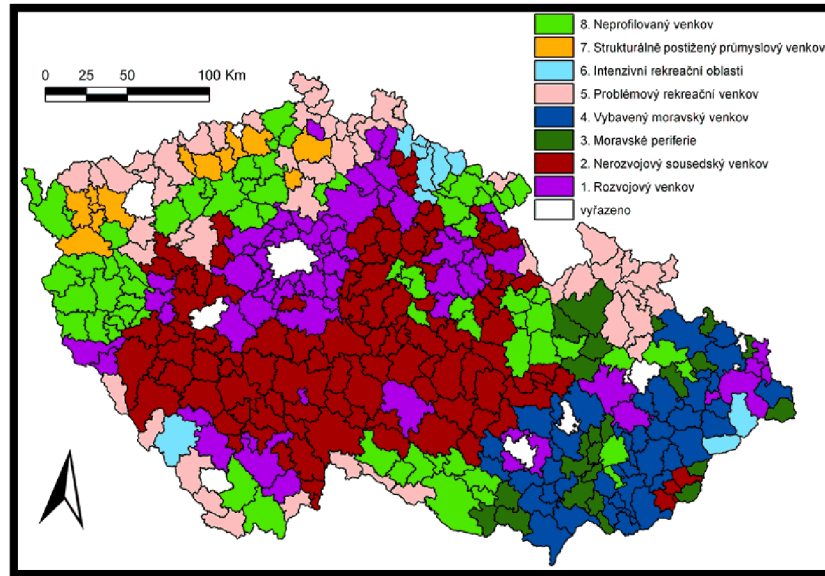 8. Neprofilovaný venkov
7. Strukturálně postižený průmyslový venkov
6. Intenzivní rekreační oblasti
5. Problémový rekreační venkov
4. Vybavený moravský venkov
3. Moravské periferie
2. Nerozvojový sousedský venkov
1. Rozvojový venkov
vyřazeno
0 25 50 100 Km